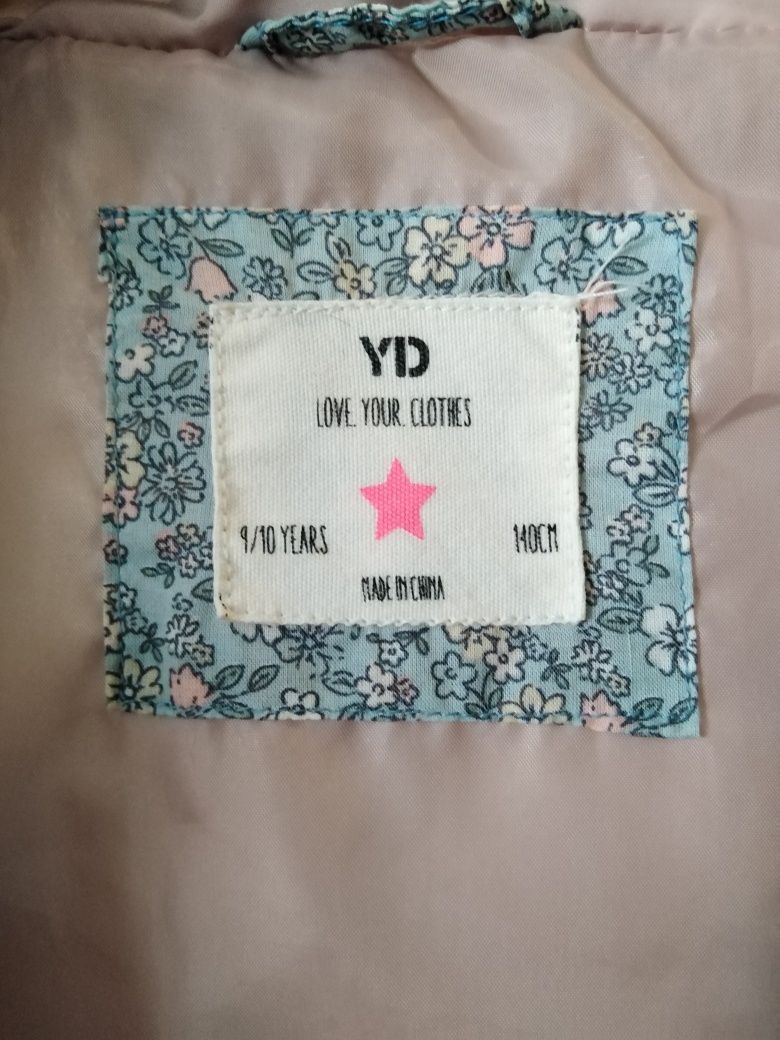 YD
LOVE. YOUR. CLOTHES
9/10 YEARS 140CM
MADE IN CHINA